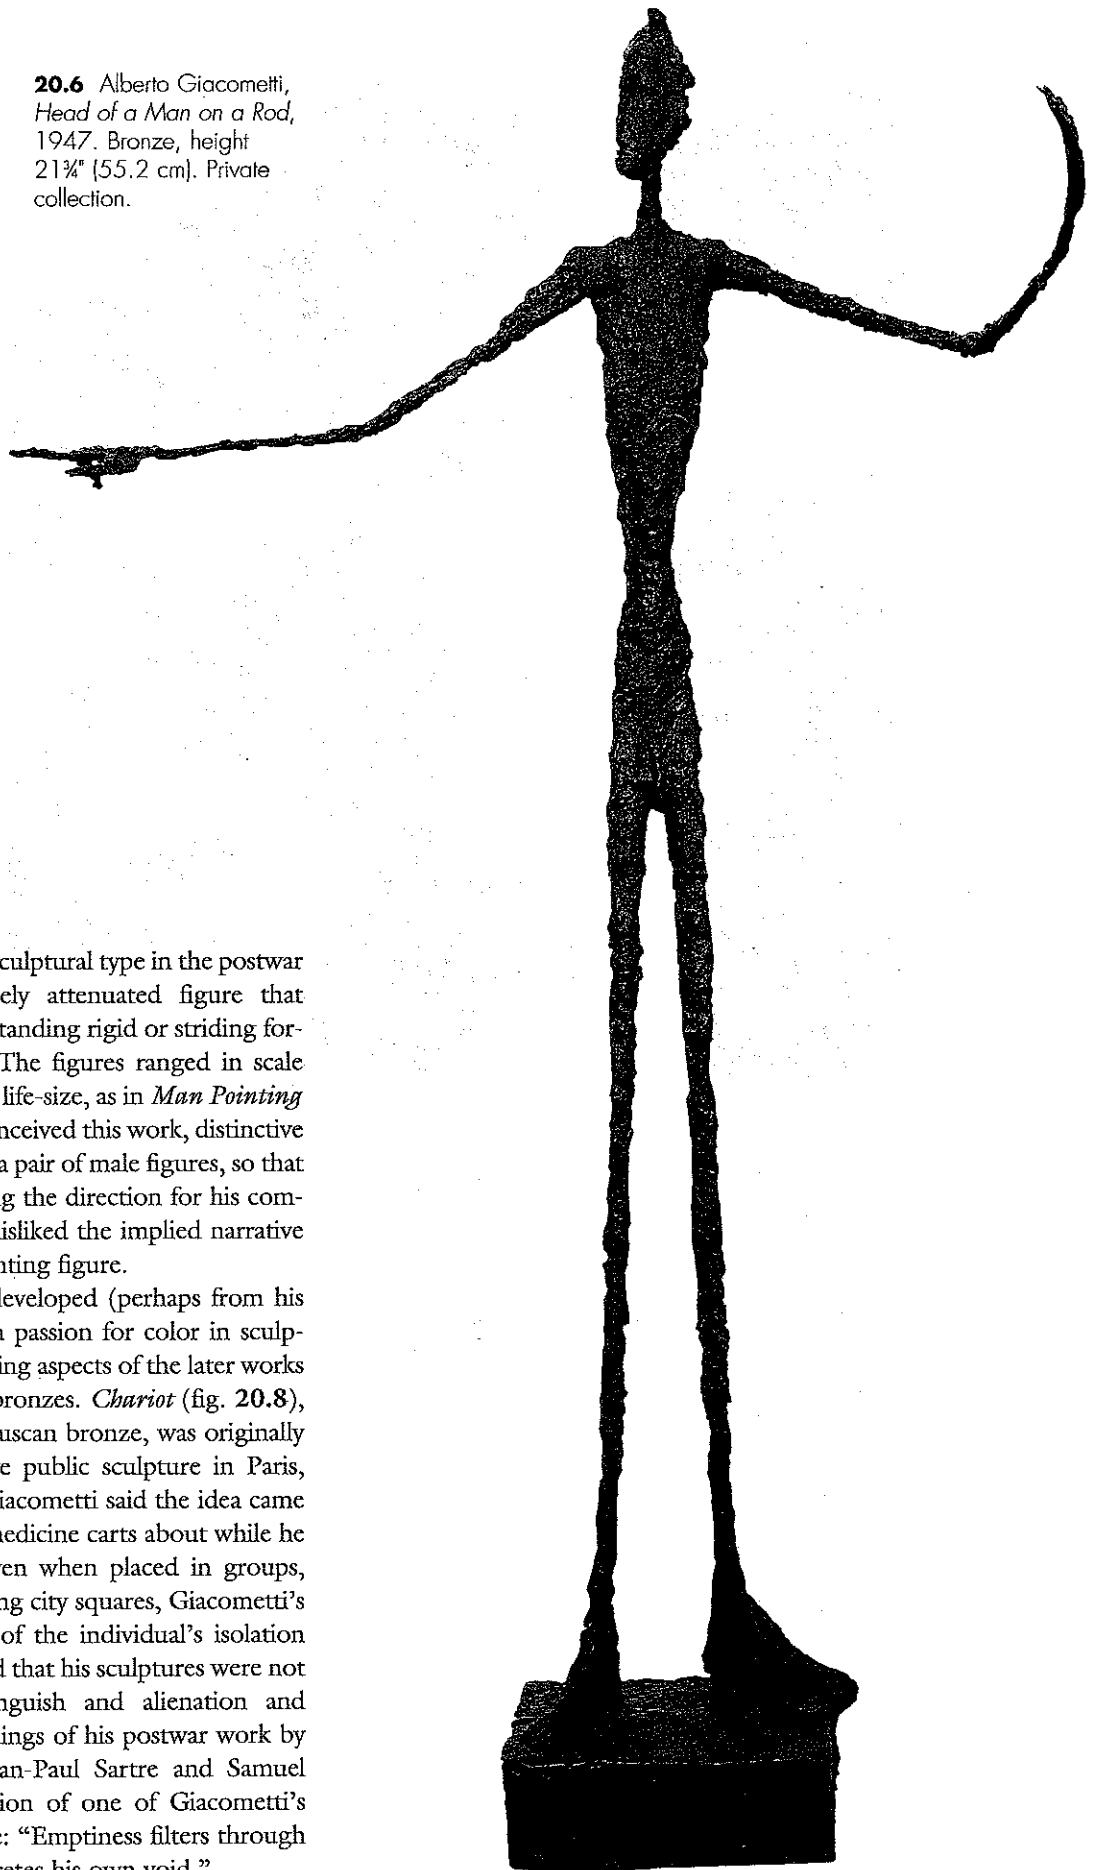 20.6 Alberto Giacometti,
Head of a Man on a Rod,
1947. Bronze, height
21¾" (55.2 cm). Private
collection.
culptural type in the postwar
ely attenuated figure that
tanding rigid or striding for-
The figures ranged in scale
life-size, as in Man Pointing
nceived this work, distinctive
a pair of male figures, so that
g the direction for his com-
isliked the implied narrative
nting figure.
leveloped (perhaps from his
passion for color in sculp-
ing aspects of the later works
bronzes. Chariot (fig. 20.8),
uscan bronze, was originally
e public sculpture in Paris,
iacometti said the idea came
nedicine carts about while he
en when placed in groups,
ng city squares, Giacometti's
of the individual's isolation
d that his sculptures were not
nguish and alienation and
ings of his postwar work by
an-Paul Sartre and Samuel
ion of one of Giacometti's
: "Emptiness filters through
his own void."